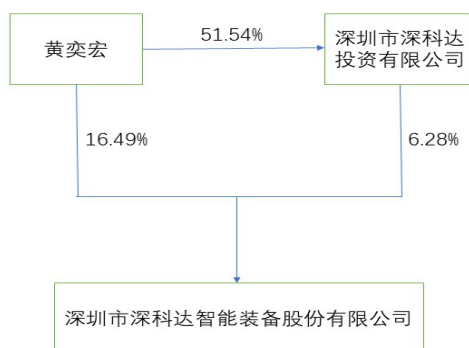 黄奕宏
51.54%
深圳市深科达
投资有限公司
16.49%
6.28%
深圳市深科达智能装备股份有限公司